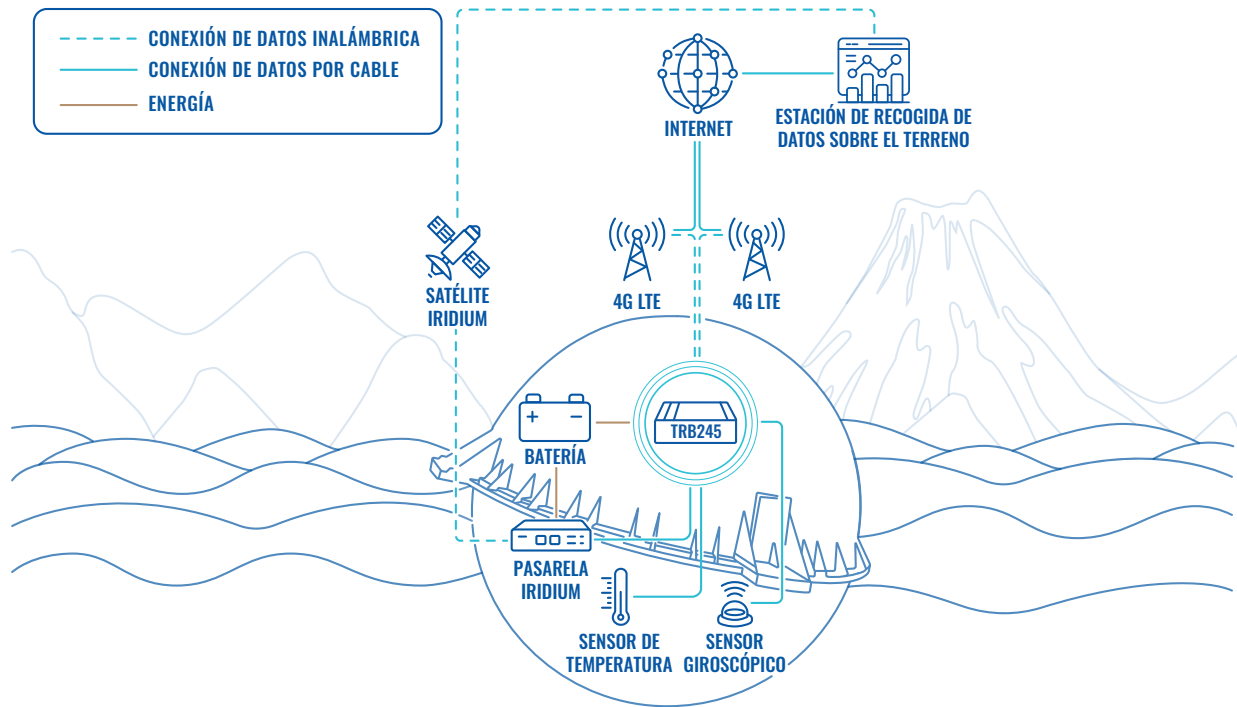 CONEXIÓN DE DATOS INALÁMBRICA
CONEXIÓN DE DATOS POR CABLE
ENERGÍA
INTERNET
ESTACIÓN DE RECOGIDA DE
DATOS SOBRE EL TERRENO
SATÉLITE
IRIDIUM
4G LTE
4G LTE
BATERÍA
TRB245
PASARELA
IRIDIUM
SENSOR DE
TEMPERATURA
SENSOR
GIROSCÓPICO